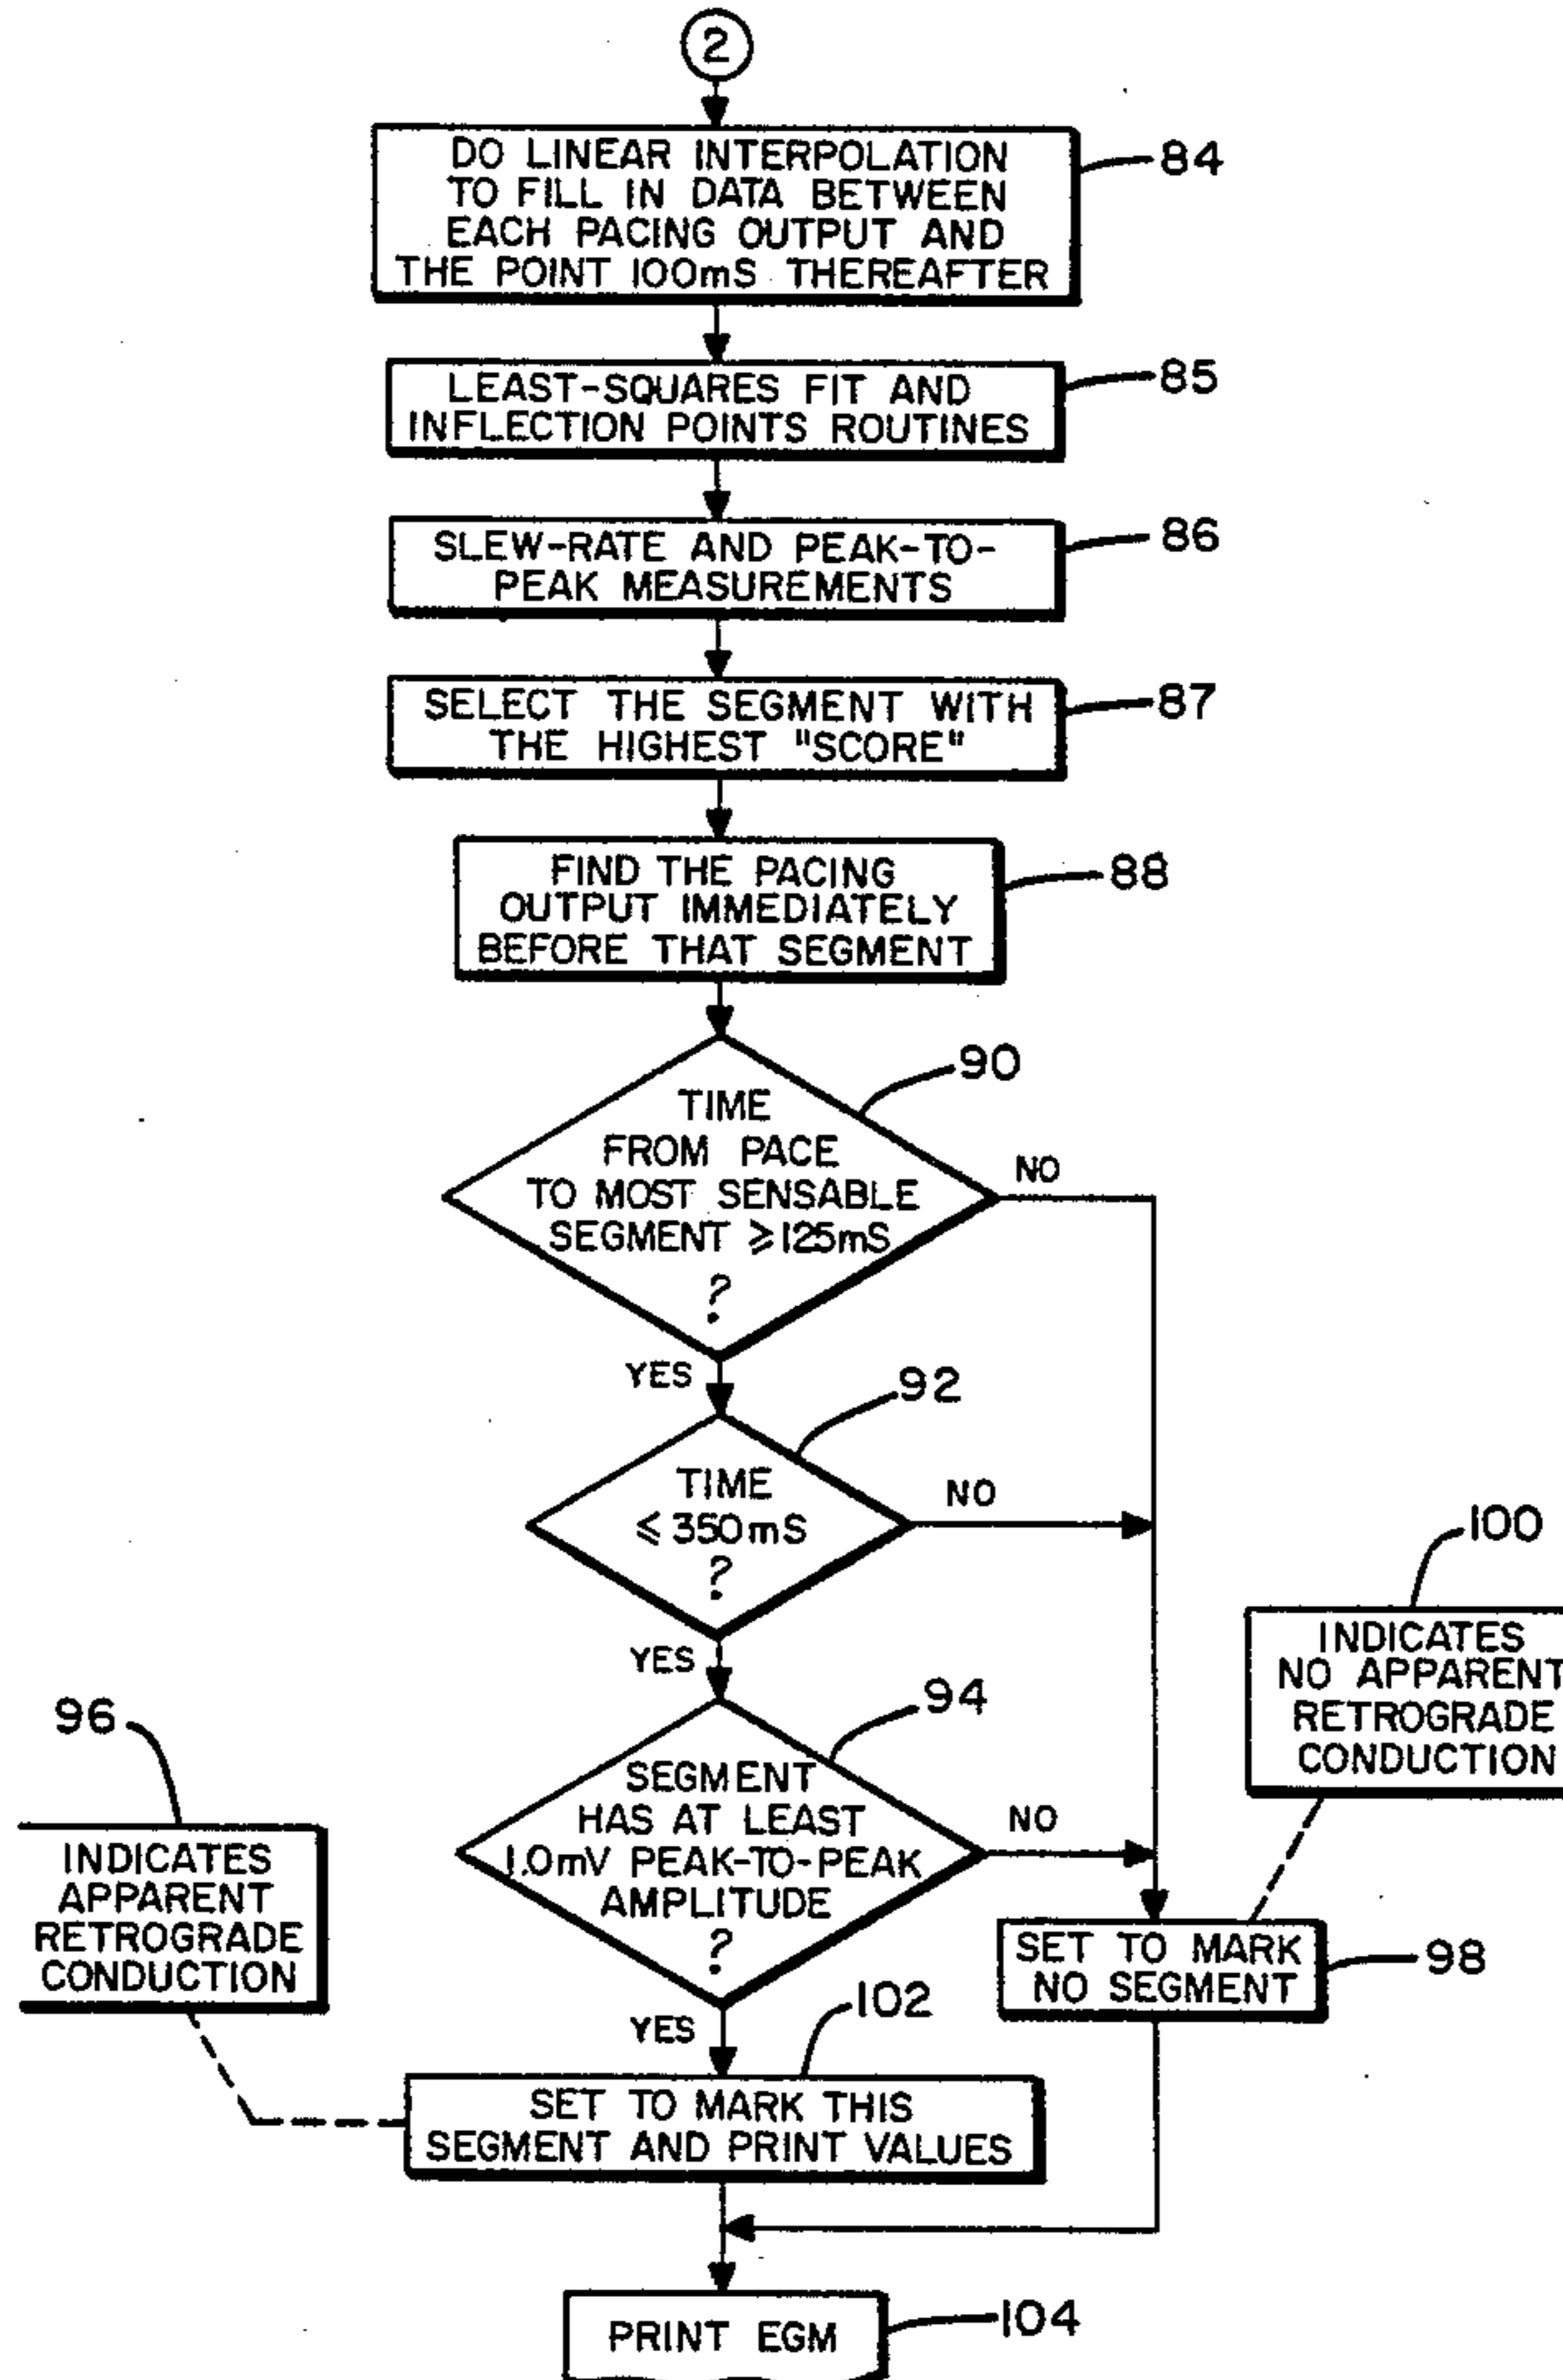 2
DO LINEAR INTERPOLATION
TO FILL IN DATA BETWEEN
EACH PACING OUTPUT AND
THE POINT 100mS THEREAFTER
84
LEAST-SQUARES FIT AND
INFLECTION POINTS ROUTINES
85
SLEW-RATE AND PEAK-TO-
PEAK MEASUREMENTS
86
SELECT THE SEGMENT WITH
THE HIGHEST "SCORE"
87
FIND THE PACING
OUTPUT IMMEDIATELY
BEFORE THAT SEGMENT
88
TIME
FROM PACE
TO MOST SENSABLE
SEGMENT ⩾125mS
?
90
NO
YES
TIME
⩽ 350mS
?
92
NO
YES
SEGMENT
HAS AT LEAST
1.0mV PEAK-TO-PEAK
AMPLITUDE
?
94
NO
YES
96
INDICATES
APPARENT
RETROGRADE
CONDUCTION
100
INDICATES
NO APPARENT
RETROGRADE
CONDUCTION
SET TO MARK
NO SEGMENT
98
102
SET TO MARK THIS
SEGMENT AND PRINT VALUES
PRINT EGM
104